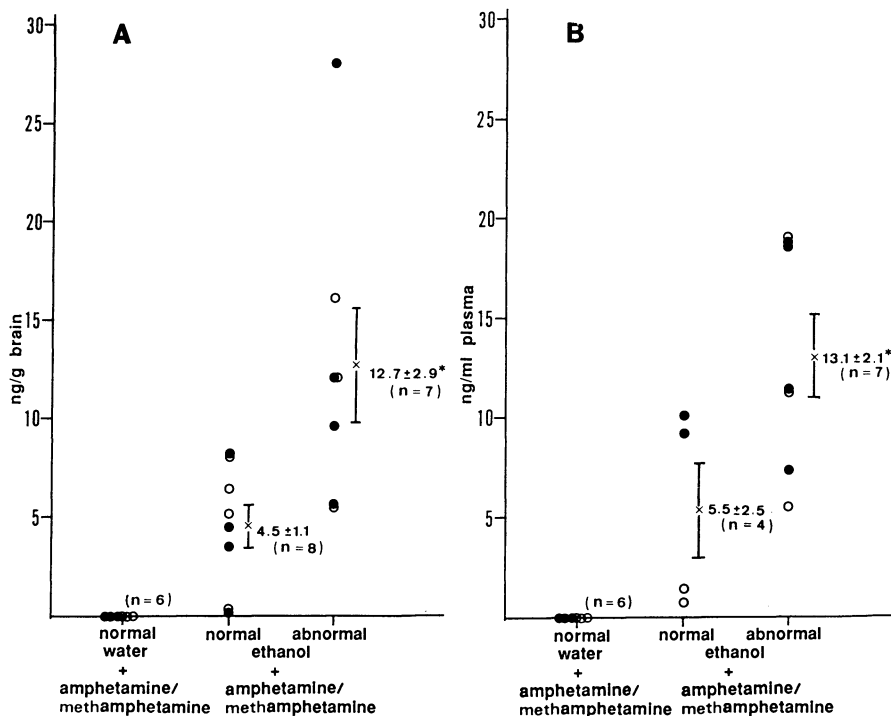 A
30
25
20
15
10
5
ng/g brain
(n=6)
4.5 ±1.1
(n=8)
12.7±2.9*
(n=7)
normal
water
+
amphetamine/
methamphetamine
normal
abnormal
ethanol
+
amphetamine/
methamphetamine
B
30
25
20
15
10
5
ng/ml plasma
(n=6)
5.5±2.5
(n=4)
13.1±2.1*
(n=7)
normal
water
+
amphetamine/
methamphetamine
normal
abnormal
ethanol
+
amphetamine/
methamphetamine